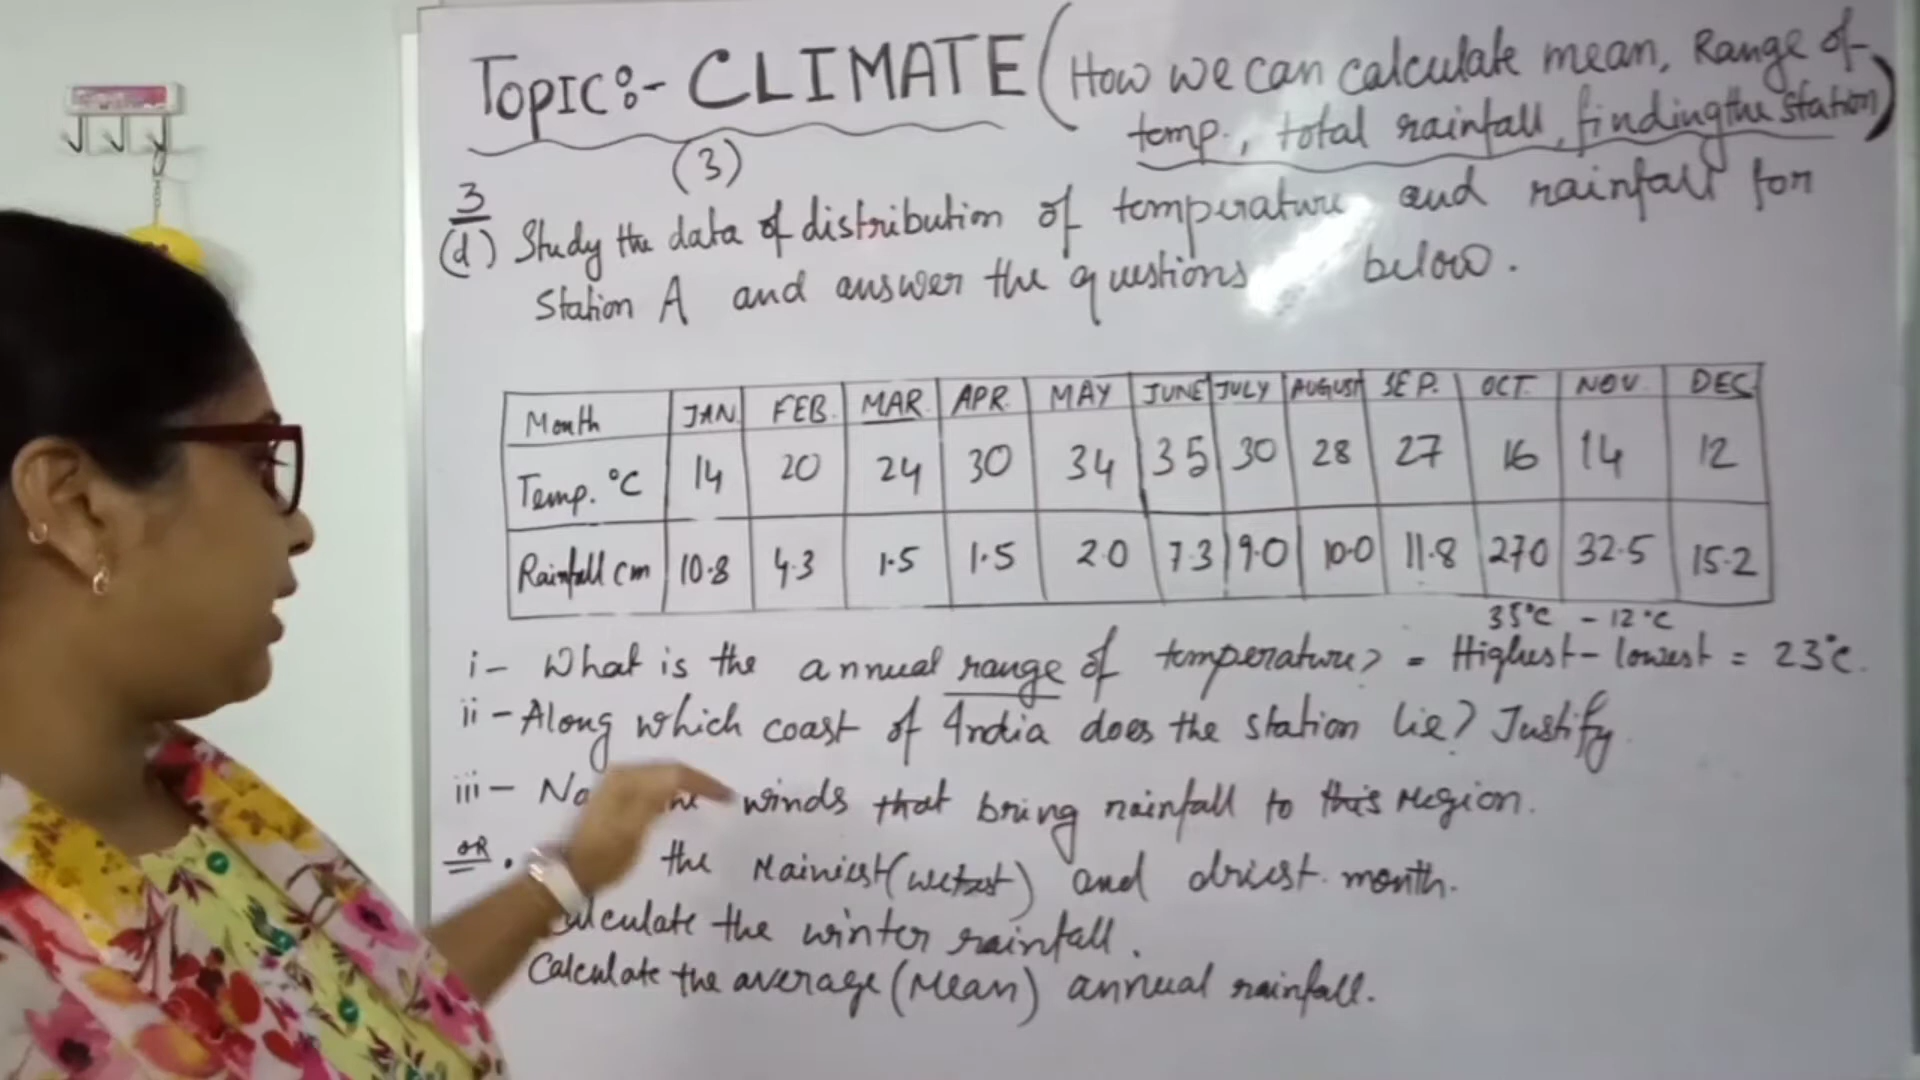 TOPIC:- CLIMATE (How we can calculate mean, Range of
temp., total rainfall, finding the station)
(3)
3
(d) Study the data of distribution of temperature and rainfall for
Station A and answer the questions below.
Month JAN. FEB. MAR. APR. MAY JUNE JULY AUGUST SEP. OCT. NOV. DEC.
Temp. °C 14 20 24 30 34 35 30 28 27 16 14 12
Rainfall cm 10.8 4.3 1.5 1.5 2.0 7.3 9.0 10.0 11.8 270 32.5 15.2
35°C - 12°C
i- What is the annual range of temperature? = Highest - lowest = 23°C.
ii- Along which coast of India does the station lie? Justify.
iii- winds that bring rainfall to this region.
OR. the Rainiest (wettest) and driest month.
Calculate the winter rainfall.
Calculate the average (Mean) annual rainfall.